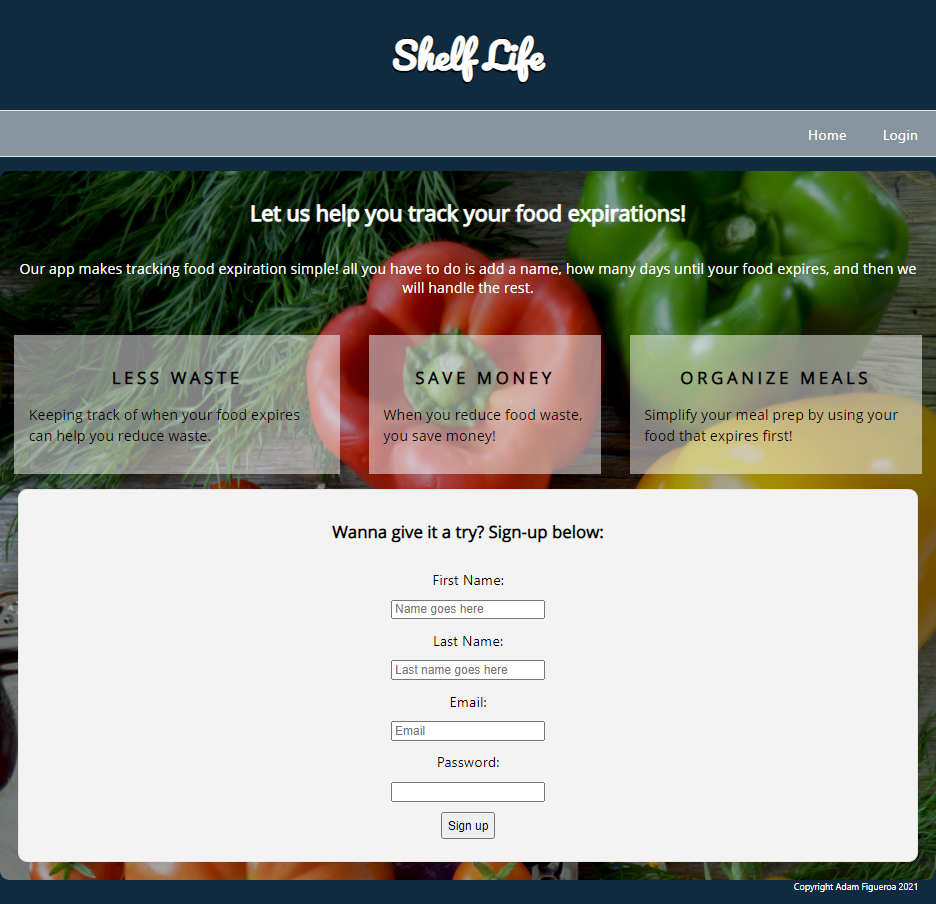 Shelf Life
Home Login
Let us help you track your food expirations!
Our app makes tracking food expiration simple! all you have to do is add a name, how many days until your food expires, and then we
will handle the rest.
LESS WASTE
Keeping track of when your food expires
can help you reduce waste.
SAVE MONEY
When you reduce food waste,
you save money!
ORGANIZE MEALS
Simplify your meal prep by using your
food that expires first!
Wanna give it a try? Sign-up below:
First Name:
Name goes here
Last Name:
Last name goes here
Email:
Email
Password:
Sign up
Copyright Adam Figueroa 2021